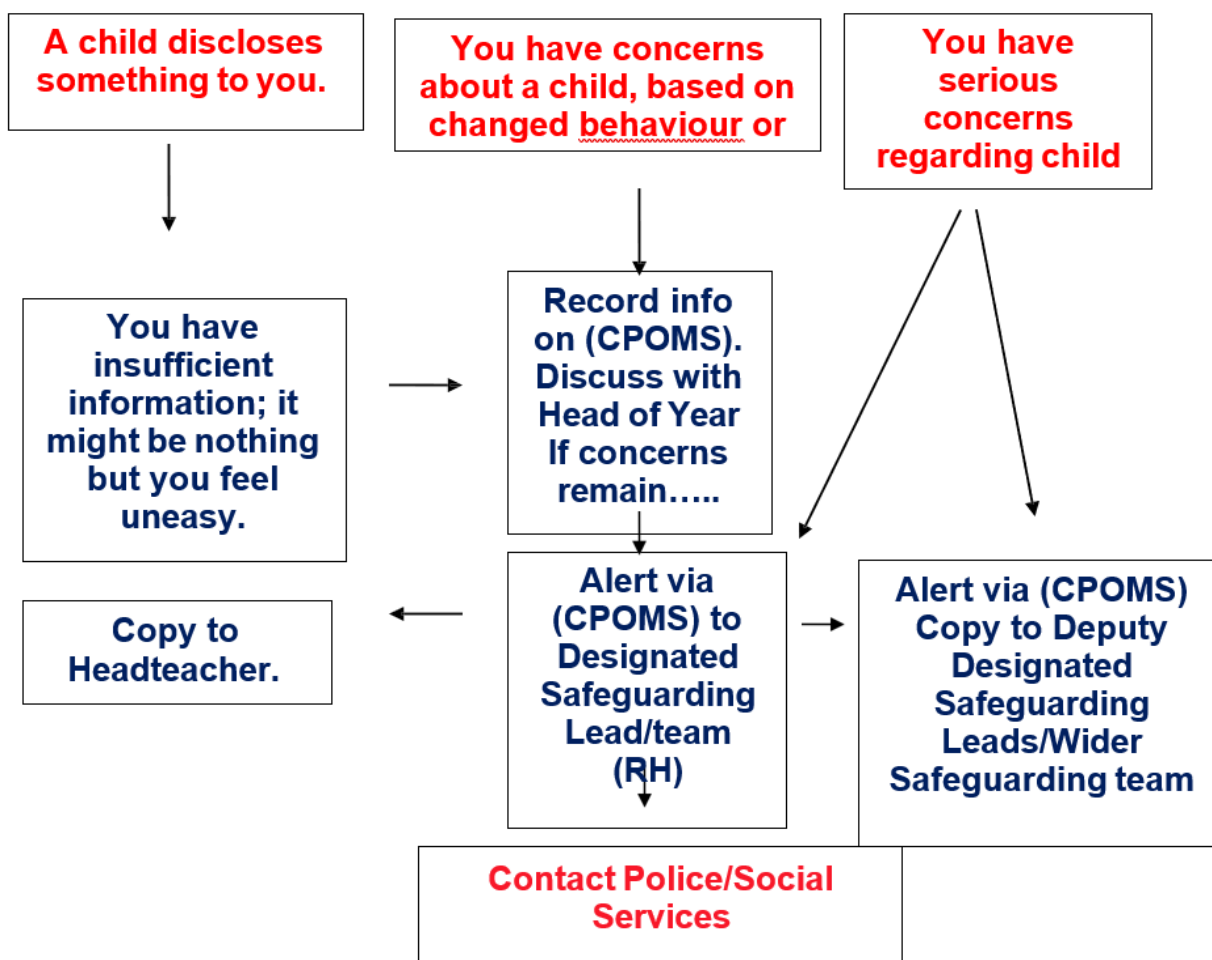 A child discloses
something to you.
You have concerns
about a child, based on
changed behaviour or
You have
serious
concerns
regarding child
You have
insufficient
information; it
might be nothing
but you feel
uneasy.
Record info
on (CPOMS).
Discuss with
Head of Year
If concerns
remain…..
Copy to
Headteacher.
Alert via
(CPOMS) to
Designated
Safeguarding
Lead/team
(RH)
Alert via (CPOMS)
Copy to Deputy
Designated
Safeguarding
Leads/Wider
Safeguarding team
Contact Police/Social
Services